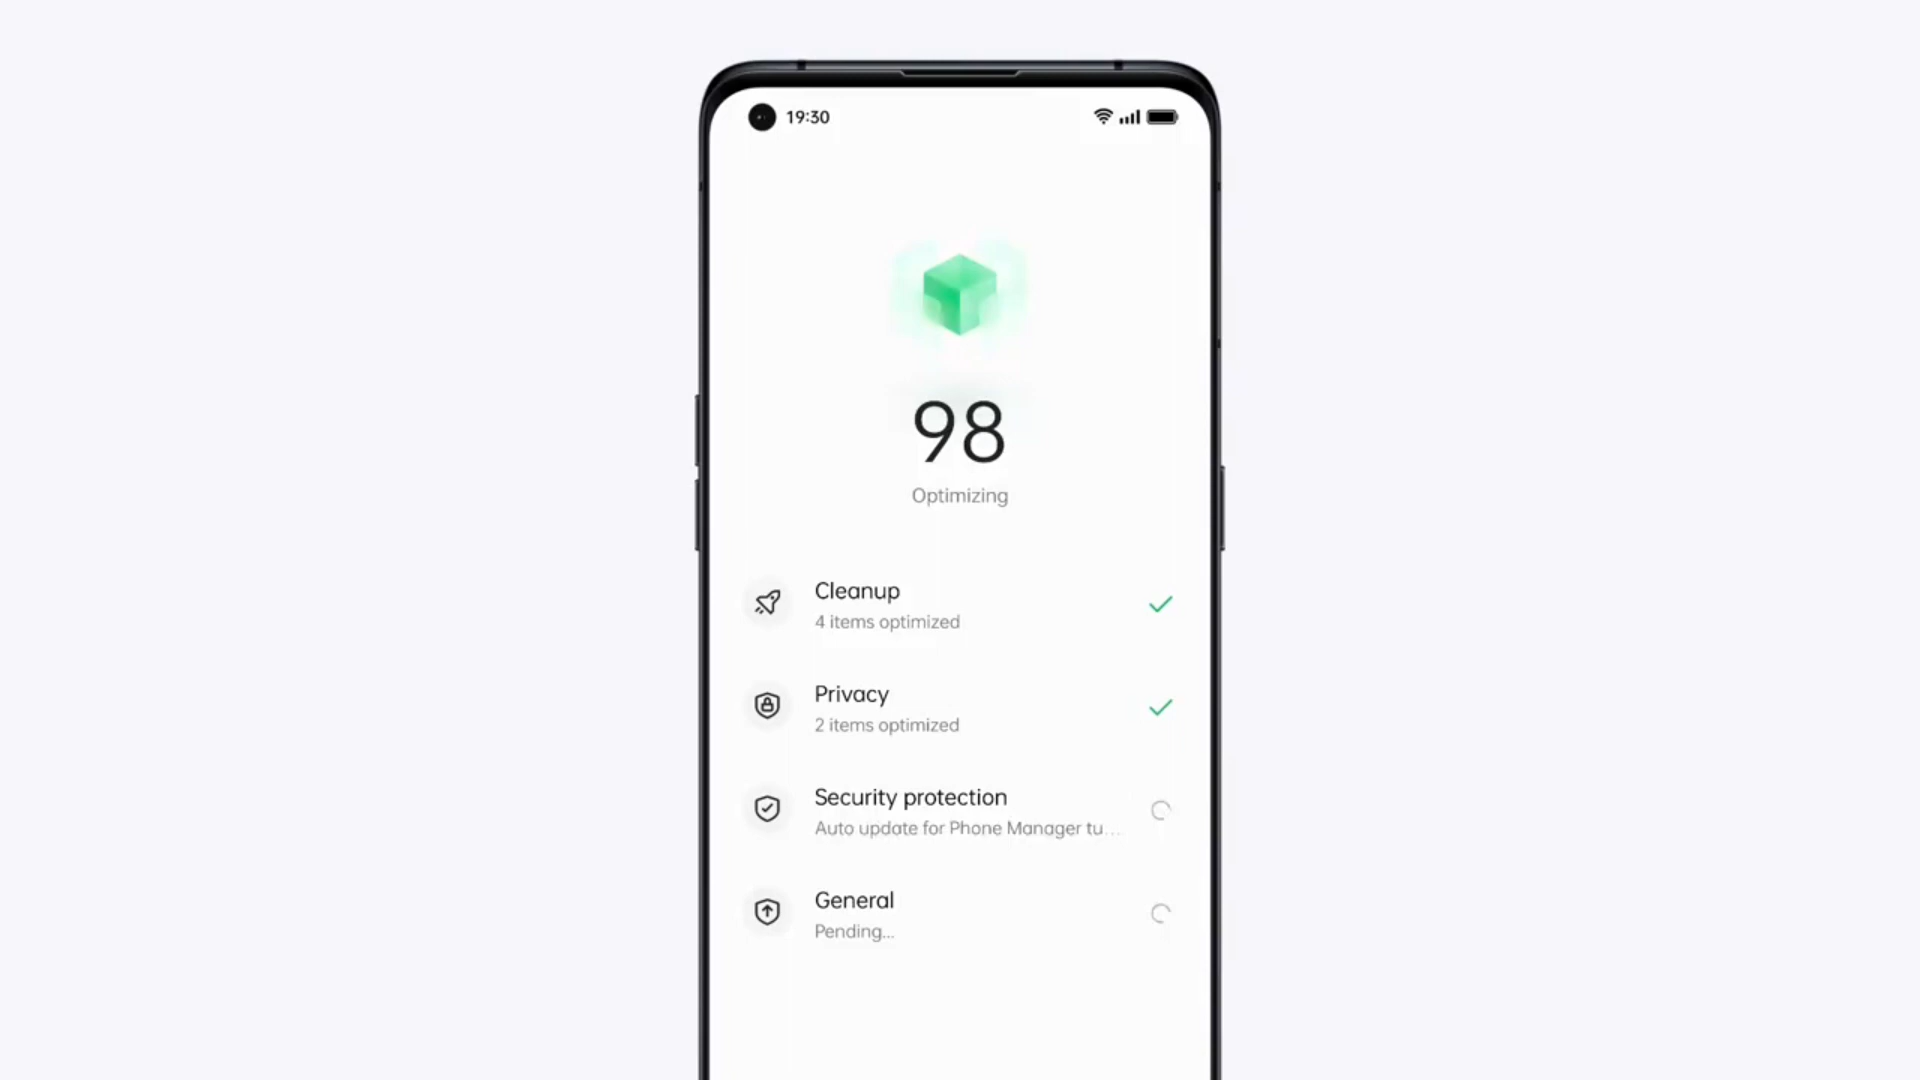 19:30
98
Optimizing
Cleanup
4 items optimized
Privacy
2 items optimized
Security protection
Auto update for Phone Manager tu...
General
Pending...